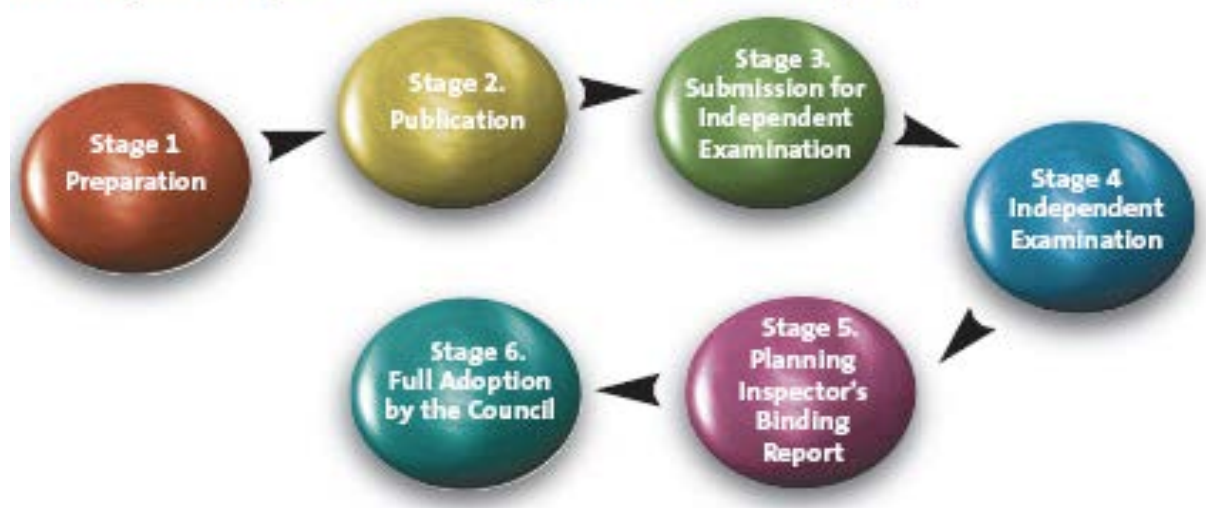 Stage 1
Preparation
Stage 2.
Publication
Stage 3.
Submission for
Independent
Examination
Stage 4
Independent
Examination
Stage 5.
Planning
Inspector's
Binding
Report
Stage 6.
Full Adoption
by the Council